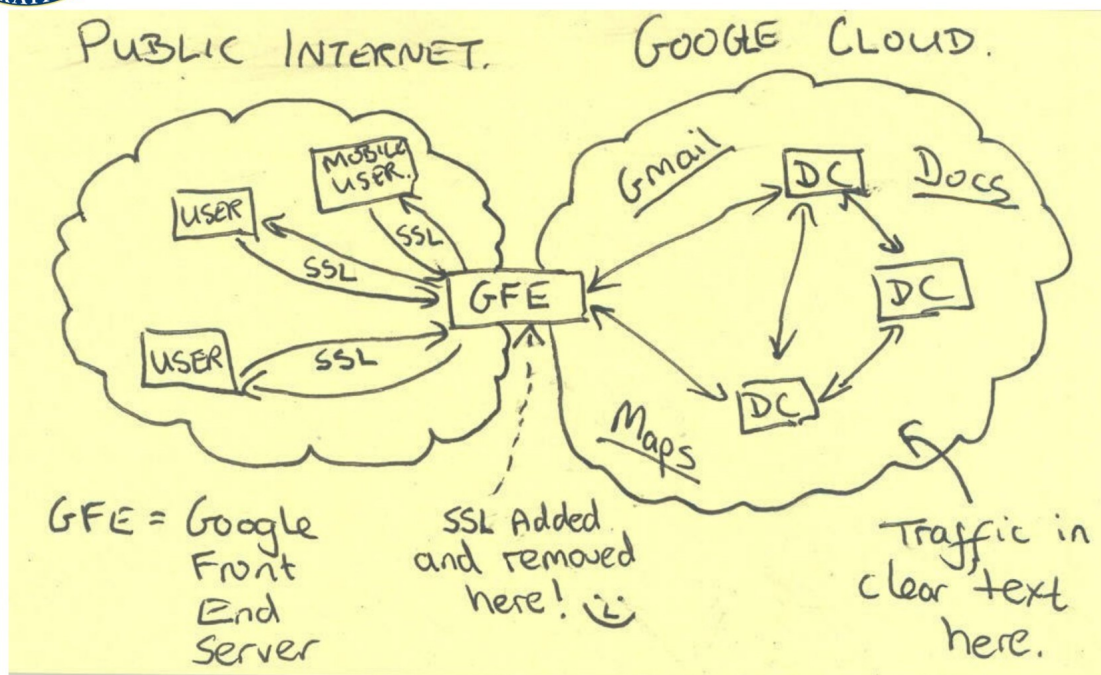 PUBLIC INTERNET.
GOOGLE CLOUD.
MOBILE
USER.
USER
SSL
SSL
USER
SSL
GFE
Gmail
DC
Docs
DC
DC
Maps
GFE = Google
Front
End
Server
SSL Added
and removed
here!
Traffic in
clear text
here.